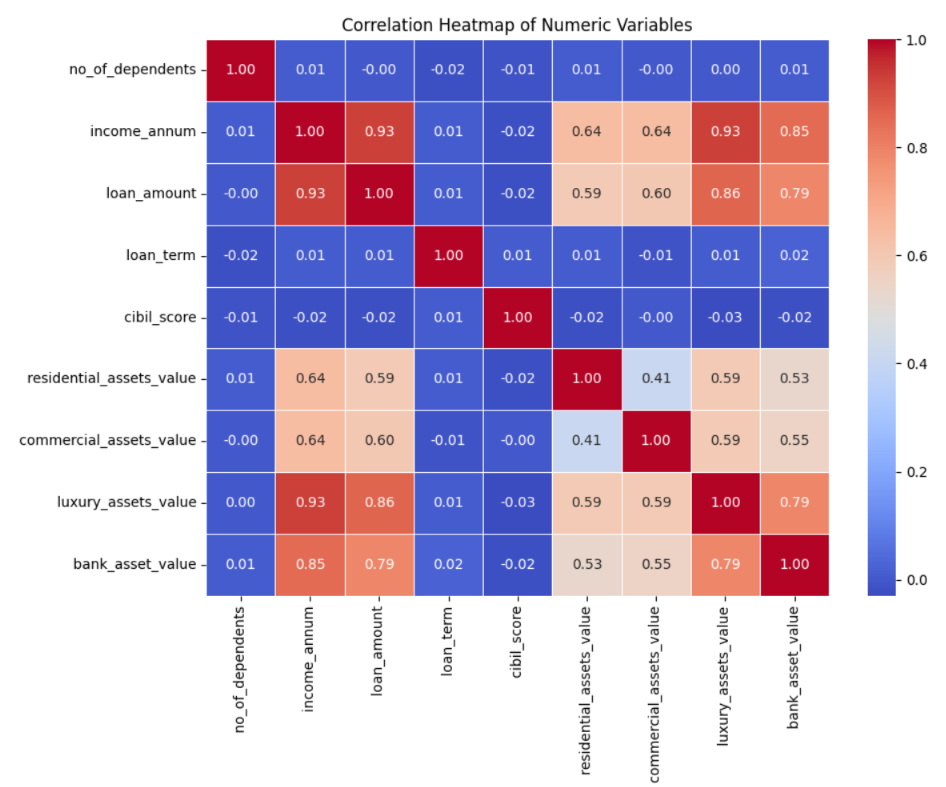 Correlation Heatmap of Numeric Variables
no_of_dependents 1.00 0.01 -0.00 -0.02 -0.01 0.01 -0.00 0.00 0.01
income_annum 0.01 1.00 0.93 0.01 -0.02 0.64 0.64 0.93 0.85
loan_amount -0.00 0.93 1.00 0.01 -0.02 0.59 0.60 0.86 0.79
loan_term -0.02 0.01 0.01 1.00 0.01 0.01 -0.01 0.01 0.02
cibil_score -0.01 -0.02 -0.02 0.01 1.00 -0.02 -0.00 -0.03 -0.02
residential_assets_value 0.01 0.64 0.59 0.01 -0.02 1.00 0.41 0.59 0.53
commercial_assets_value -0.00 0.64 0.60 -0.01 -0.00 0.41 1.00 0.59 0.55
luxury_assets_value 0.00 0.93 0.86 0.01 -0.03 0.59 0.59 1.00 0.79
bank_asset_value 0.01 0.85 0.79 0.02 -0.02 0.53 0.55 0.79 1.00
no_of_dependents
income_annum
loan_amount
loan_term
cibil_score
residential_assets_value
commercial_assets_value
luxury_assets_value
bank_asset_value
1.0
0.8
0.6
0.4
0.2
0.0